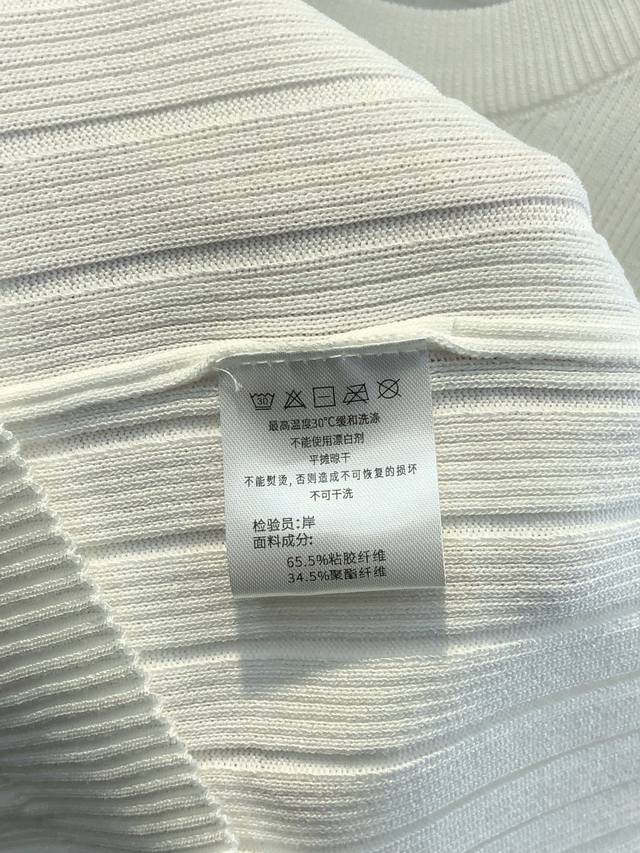 30
最高温度30℃缓和洗涤
不能使用漂白剂
平摊晾干
不能熨烫,否则造成不可恢复的损坏
不可干洗
检验员:岸
面料成分:
65.5%粘胶纤维
34.5%聚酯纤维